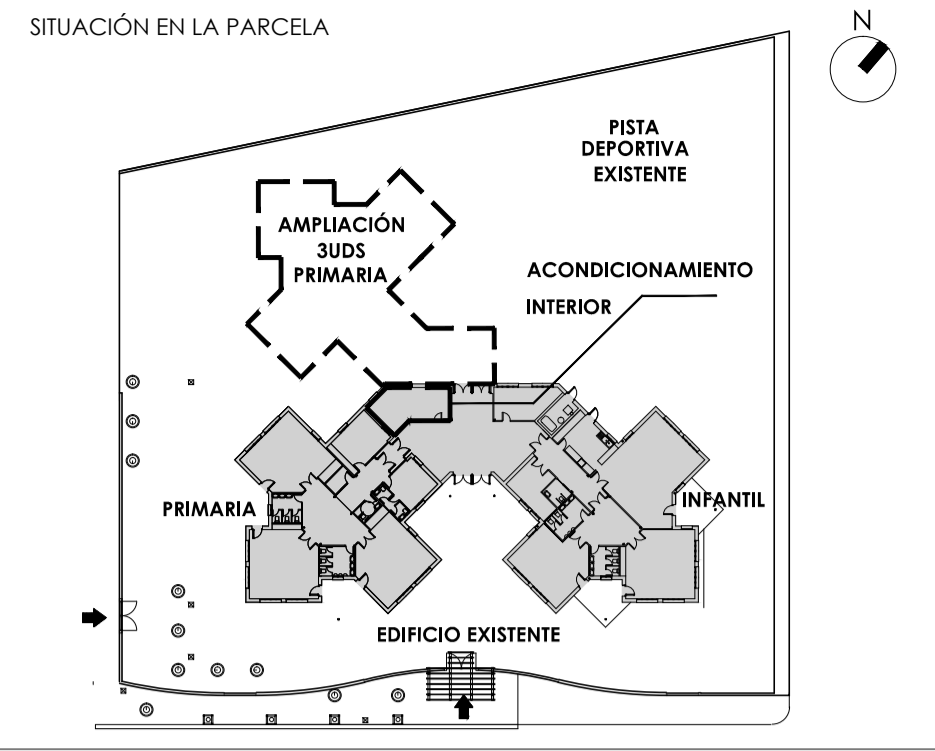 SITUACIÓN EN LA PARCELA
N
PISTA
DEPORTIVA
EXISTENTE
AMPLIACIÓN
3UDS
PRIMARIA
ACONDICIONAMIENTO
INTERIOR
PRIMARIA
INFANTIL
EDIFICIO EXISTENTE